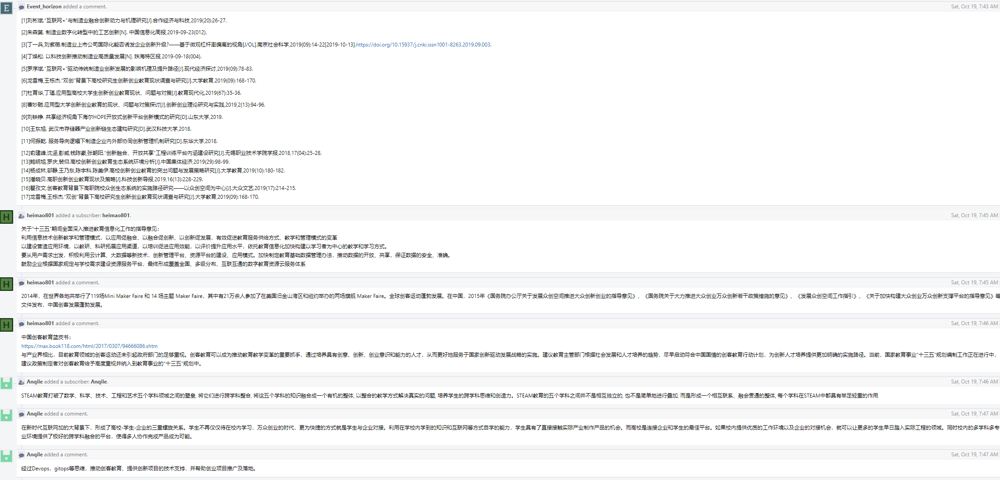 E
Event_horizon added a comment.
Sat, Oct 19, 7:43 AM
[1]刘彬斌.“互联网+”与制造业融合创新动力与机理研究[J].合作经济与科技,2019(20):26-27.
[2]朱森第. 制造业数字化转型中的工艺创新[N]. 中国信息化周报,2019-09-23(012).
[3]丁一兵,刘紫薇.制造业上市公司国际化能否诱发企业创新升级?——基于微观杠杆率偏离的视角[J/OL].南京社会科学,2019(09):14-22[2019-10-13].https://doi.org/10.15937/j.cnki.issn1001-8263.2019.09.003.
[4]丁焕松. 以科技创新推动制造业高质量发展[N]. 珠海特区报,2019-09-18(004).
[5]罗序斌.“互联网+”驱动传统制造业创新发展的影响机理及提升路径[J].现代经济探讨,2019(09):78-83.
[6]龙雪梅,王栋杰.“双创”背景下高校研究生创新创业教育现状调查与研究[J].大学教育,2019(09):168-170.
[7]杜育华,丁瑾.应用型高校大学生创新创业教育现状、问题与对策[J].教育现代化,2019(67):35-36.
[8]曹妙聪.应用型大学创新创业教育的现状、问题与对策探讨[J].创新创业理论研究与实践,2019,2(13):94-96.
[9]刘铁铮. 共享经济视角下海尔HOPE开放式创新平台创新模式的研究[D].山东大学,2019.
[10]王东旭. 武汉市存储器产业创新链生态建构研究[D].武汉科技大学,2018.
[11]何振乾. 服务导向逻辑下制造企业内外部协同创新管理机制研究[D].东华大学,2018.
[12]俞建峰,沈坚,彭威,钱陈豪,张朝阳.“创新融合、开放共享”工程训练平台内涵建设研究[J].无锡职业技术学院学报,2018,17(04):25-28.
[13]鲍明旭,罗庆,裴仰.高校创新创业教育生态系统环境分析[J].中国集体经济,2019(29):98-99.
[14]杨成林,邬静,王乃东,陈宇科,陈美伊.高校创新创业教育的突出问题与发展策略研究[J].大学教育,2019(10):180-182.
[15]潘晓贝.高职创新创业教育现状及策略[J].科技创新导报,2019,16(13):228-229.
[16]瞿孜文.创客教育背景下高职院校众创生态系统的实施路径研究——以众创空间为中心[J].大众文艺,2019(17):214-215.
[17]龙雪梅,王栋杰.“双创”背景下高校研究生创新创业教育现状调查与研究[J].大学教育,2019(09):168-170.
H
heimao801 added a subscriber: heimao801.
Sat, Oct 19, 7:45 AM
关于“十三五”期间全面深入推进教育信息化工作的指导意见：
利用信息技术创新教学和管理模式，以应用促融合、以融合促创新、以创新促发展，有效促进教育服务供给方式、教学和管理模式的变革
以建设营造应用环境，以教研、科研拓展应用渠道，以培训促进应用效能，以评价提升应用水平，依托教育信息化加快构建以学习者为中心的教学和学习方式。
要从用户需求出发，积极利用云计算、大数据等新技术，创新管理平台、资源平台的建设、应用模式。加快制定教育基础数据管理办法，推动数据的开放、共享，保证数据的安全、准确。
鼓励企业根据国家规定与学校需求建设资源服务平台，最终形成覆盖全国、多级分布、互联互通的数字教育资源云服务体系
H
heimao801 added a comment.
Sat, Oct 19, 7:45 AM
2014年，在世界各地共举行了119场Mini Maker Faire 和 14 场主题 Maker Faire，其中有21万余人参加了在美国旧金山湾区和纽约举办的两场旗舰 Maker Faire。全球创客运动蓬勃发展。在中国，2015年《国务院办公厅关于发展众创空间推进大众创新创业的指导意见》、《国务院关于大力推进大众创业万众创新若干政策措施的意见》、《发展众创空间工作指引》、《关于加快构建大众创业万众创新支撑平台的指导意见》等
文件发布，中国创客发展蓬勃发展。
H
heimao801 added a comment.
Sat, Oct 19, 7:46 AM
中国创客教育蓝皮书：
https://max.book118.com/html/2017/0307/94666086.shtm
与产业界相比，目前教育领域的创客运动还未引起政府部门的足够重视。创客教育可以成为推动教育教学变革的重要抓手，通过培养具有创意、创新、创业意识和能力的人才，从而更好地服务于国家创新驱动发展战略的实施。建议教育主管部门根据社会发展和人才培养的趋势，尽早启动符合中国国情的创客教育行动计划，为创新人才培养提供更加明确的实施路径。当前，国家教育事业“十三五”规划编制工作正在进行中，
建议政策制定者对创客教育给予高度重视并纳入到教育事业的“十三五”规划中。
Anqile added a subscriber: Anqile.
Sat, Oct 19, 7:46 AM
STEAM教育打破了数学、科学、技术、工程和艺术五个学科领域之间的壁垒, 将它们进行跨学科整合, 将这五个学科的知识融合成一个有机的整体, 以整合的教学方式解决真实的问题, 培养学生的跨学科思维和创造力。STEAM教育的五个学科之间并不是相互独立的, 也不是简单地进行叠加, 而是形成一个相互联系、融会贯通的整体, 每个学科在STEAM中都具有举足轻重的作用
Anqile added a comment.
Sat, Oct 19, 7:47 AM
在新时代互联网加的大背景下，形成了高校-学生-企业的三重螺旋关系。学生不再仅仅待在校内学习，万众创业的时代，更为快捷的方式就是学生与企业对接。利用在学校内学到的知识和互联网等方式自学的能力，学生具有了直接接触实际产业制作产品的机会。而高校是连接企业和学生的最佳平台。如果校内提供优质的工作环境以及企业的对接机会，就可以让更多的学生早日踏入实际工程的领域。同时校内的多学科多专
业环境提供了极好的跨学科融合的平台，使得多人协作完成产品成为可能。
Anqile added a comment.
Sat, Oct 19, 7:47 AM
经过Devops，gitops等思维，推动创客教育、提供创新项目的技术支持，并帮助创业项目推广及落地。